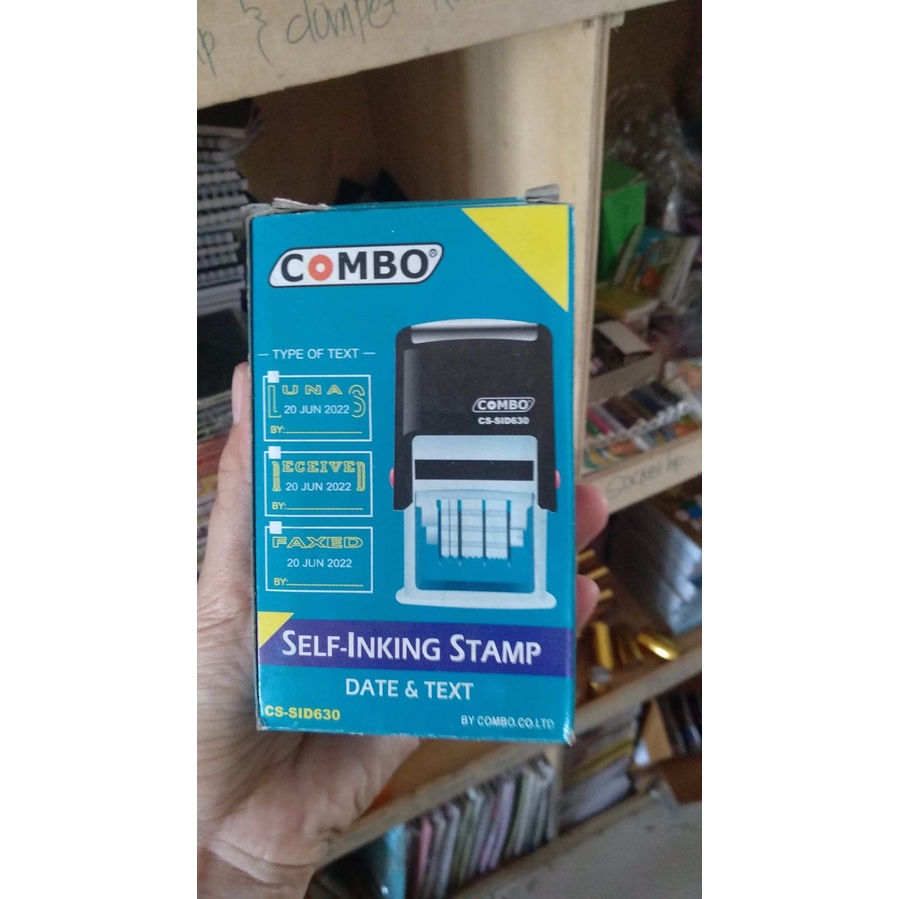 & dompet
COMBO®
TYPE OF TEXT
LUNAS
20 JUN 2022
BY:
RECEIVED
20 JUN 2022
BY:
FAXED
20 JUN 2022
BY:
COMBO
CS-SID630
SELF-INKING STAMP
DATE & TEXT
CS-SID630
BY COMBO.CO.LTD